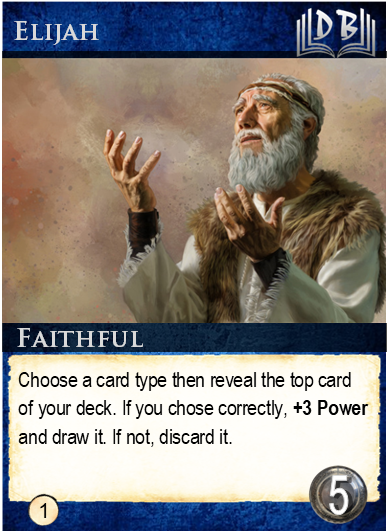 ELIJAH
DB
FAITHFUL
Choose a card type then reveal the top card
of your deck. If you chose correctly, +3 Power
and draw it. If not, discard it.
1
5